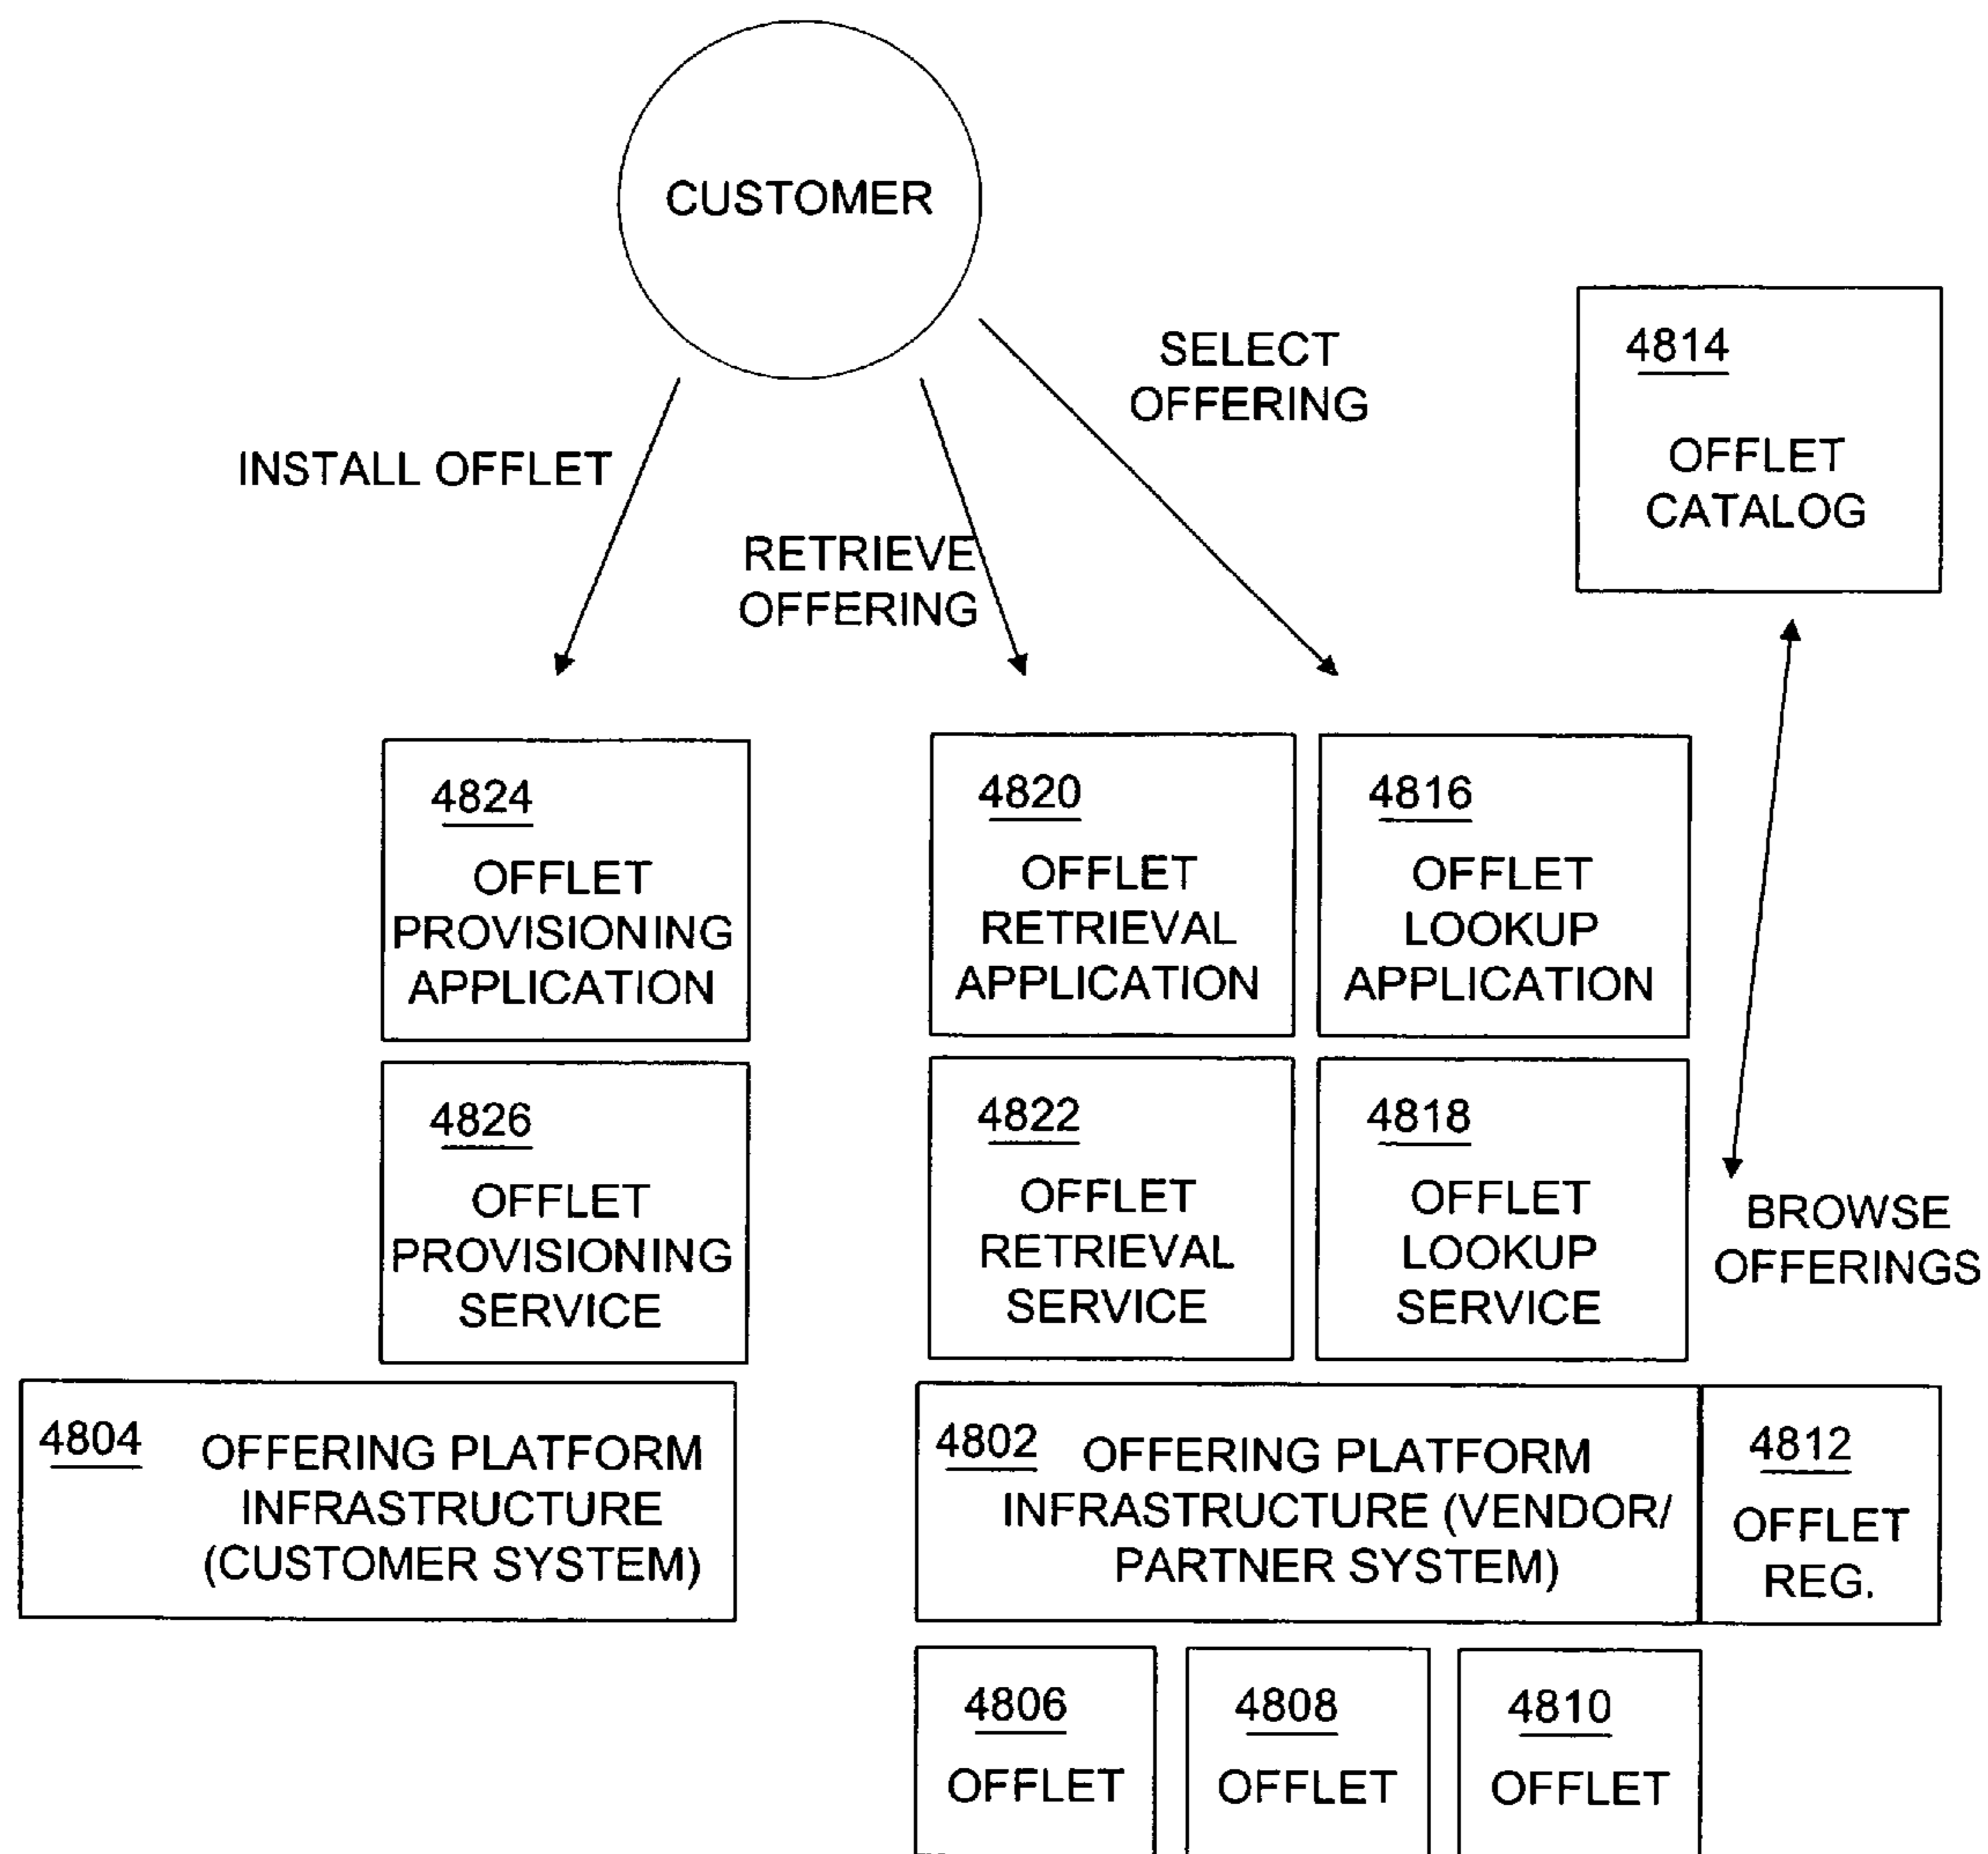 CUSTOMER
SELECT
OFFERING
INSTALL OFFLET
RETRIEVE
OFFERING
4814
OFFLET
CATALOG
4824
OFFLET
PROVISIONING
APPLICATION
4820
OFFLET
RETRIEVAL
APPLICATION
4816
OFFLET
LOOKUP
APPLICATION
4826
OFFLET
PROVISIONING
SERVICE
4822
OFFLET
RETRIEVAL
SERVICE
4818
OFFLET
LOOKUP
SERVICE
BROWSE
OFFERINGS
4804 OFFERING PLATFORM
INFRASTRUCTURE
(CUSTOMER SYSTEM)
4802 OFFERING PLATFORM
INFRASTRUCTURE (VENDOR/
PARTNER SYSTEM)
4812
OFFLET
REG.
4806
OFFLET
4808
OFFLET
4810
OFFLET